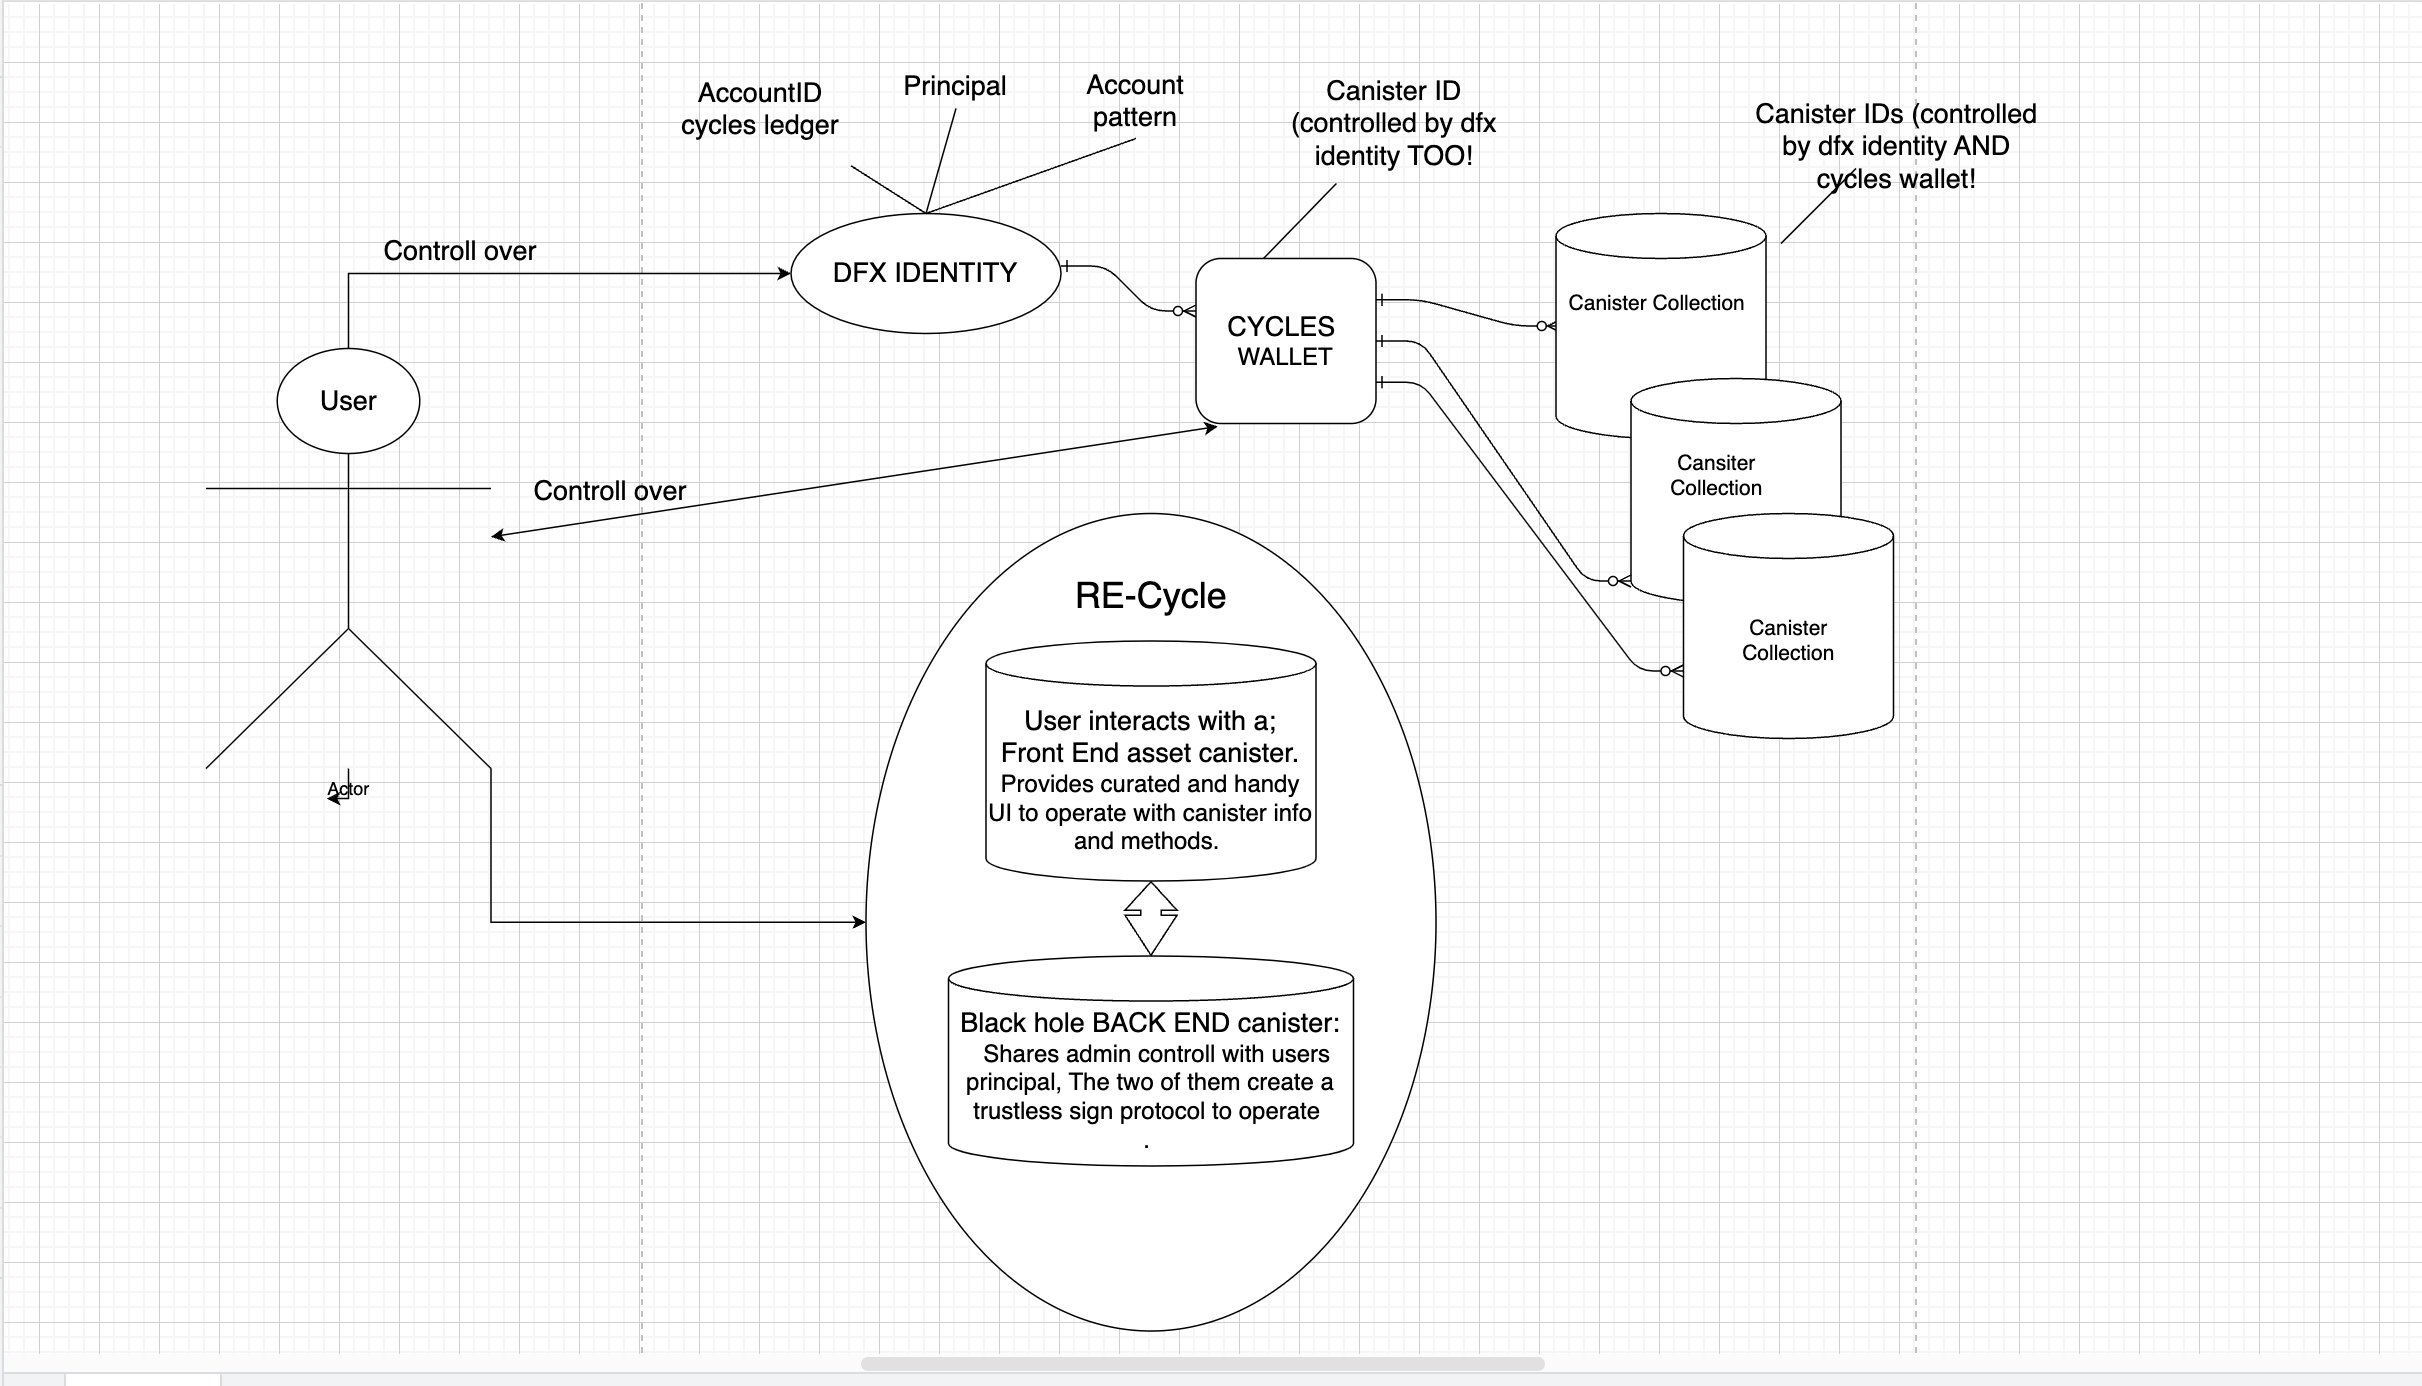 AccountID
cycles ledger
Principal
Account
pattern
Canister ID
(controlled by dfx
identity TOO!
Canister IDs (controlled
by dfx identity AND
cycles wallet!
Controll over
DFX IDENTITY
CYCLES
WALLET
Canister Collection
User
Cansiter
Collection
Controll over
Canister
Collection
RE-Cycle
User interacts with a;
Front End asset canister.
Provides curated and handy
UI to operate with canister info
and methods.
Actor
Black hole BACK END canister:
Shares admin controll with users
principal, The two of them create a
trustless sign protocol to operate
.